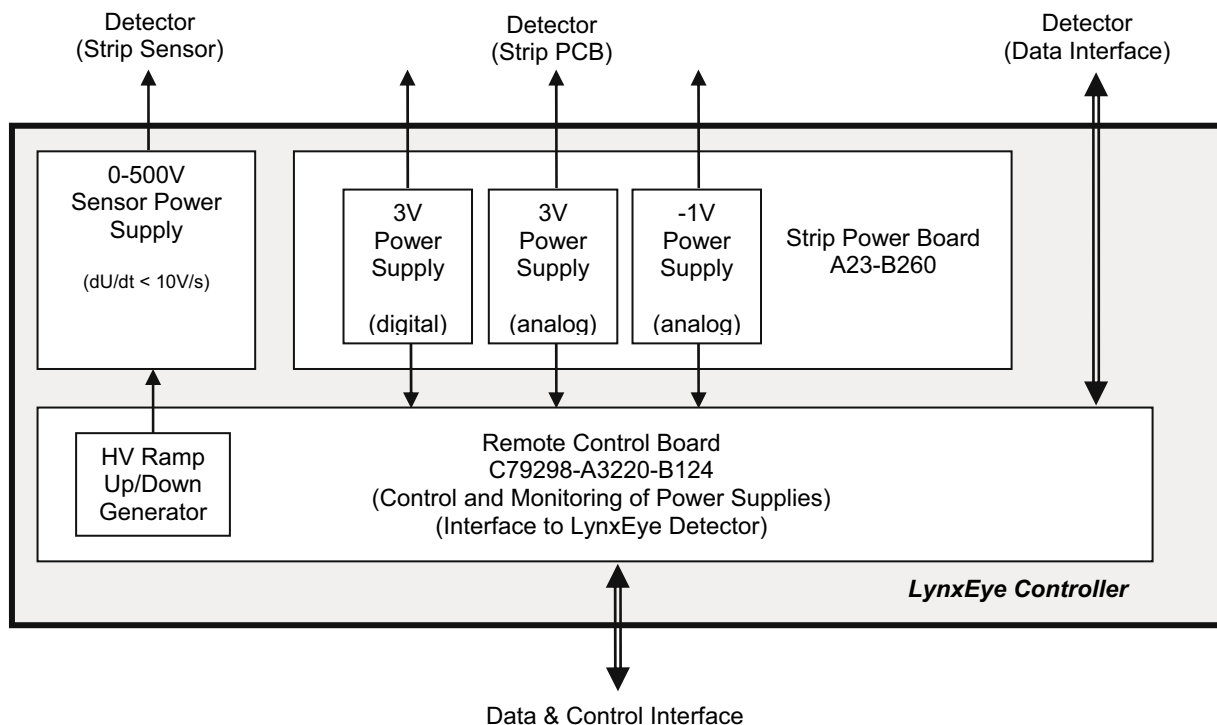 Detector
(Strip Sensor)
Detector
(Strip PCB)
Detector
(Data Interface)
0-500V
Sensor Power
Supply
(dU/dt < 10V/s)
3V
Power
Supply
(digital)
3V
Power
Supply
(analog)
-1V
Power
Supply
(analog)
Strip Power Board
A23-B260
HV Ramp
Up/Down
Generator
Remote Control Board
C79298-A3220-B124
(Control and Monitoring of Power Supplies)
(Interface to LynxEye Detector)
LynxEye Controller
Data & Control Interface